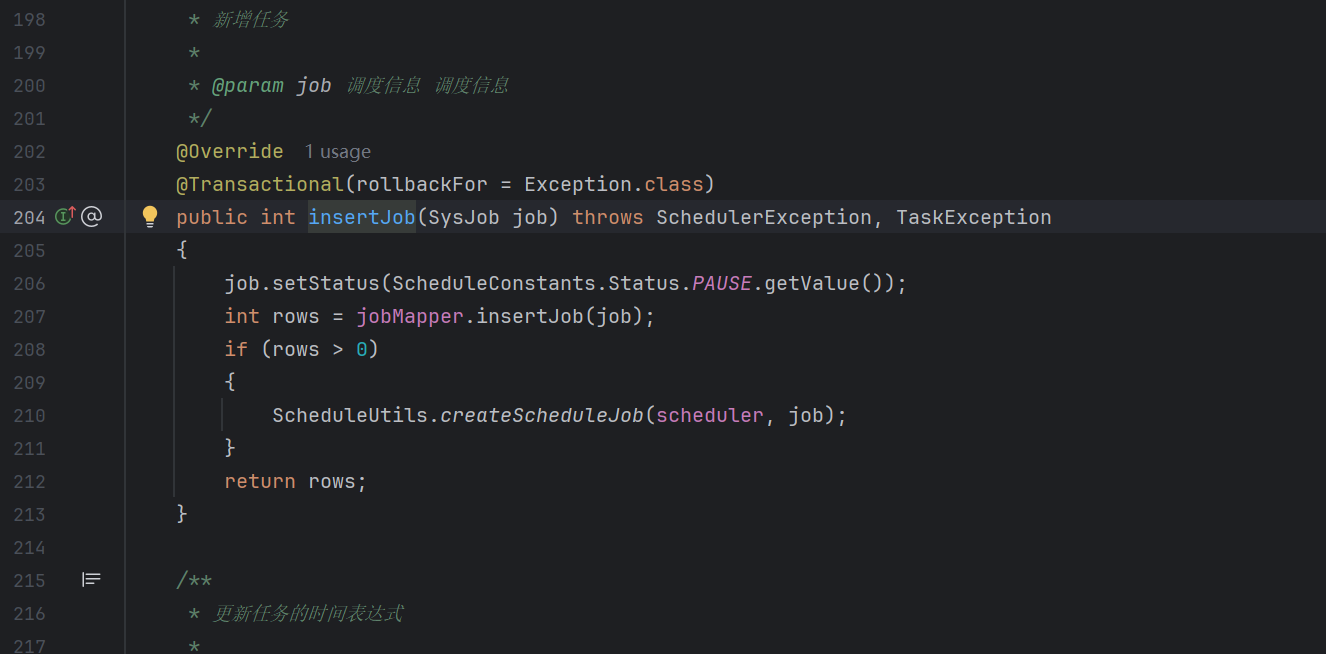 198 * 新增任务
199 *
200 * @param job 调度信息 调度信息
201 */
202 @Override 1 usage
203 @Transactional(rollbackFor = Exception.class)
204 public int insertJob(SysJob job) throws SchedulerException, TaskException
205 {
206 job.setStatus(ScheduleConstants.Status.PAUSE.getValue());
207 int rows = jobMapper.insertJob(job);
208 if (rows > 0)
209 {
210 ScheduleUtils.createScheduleJob(scheduler, job);
211 }
212 return rows;
213 }
214
215 /**
216 * 更新任务的时间表达式
217 *